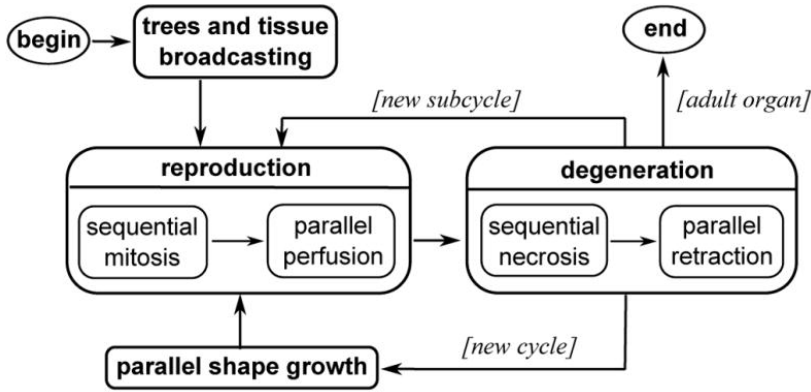 begin
trees and tissue
broadcasting
end
[new subcycle]
[adult organ]
reproduction
sequential
mitosis
parallel
perfusion
degeneration
sequential
necrosis
parallel
retraction
parallel shape growth
[new cycle]